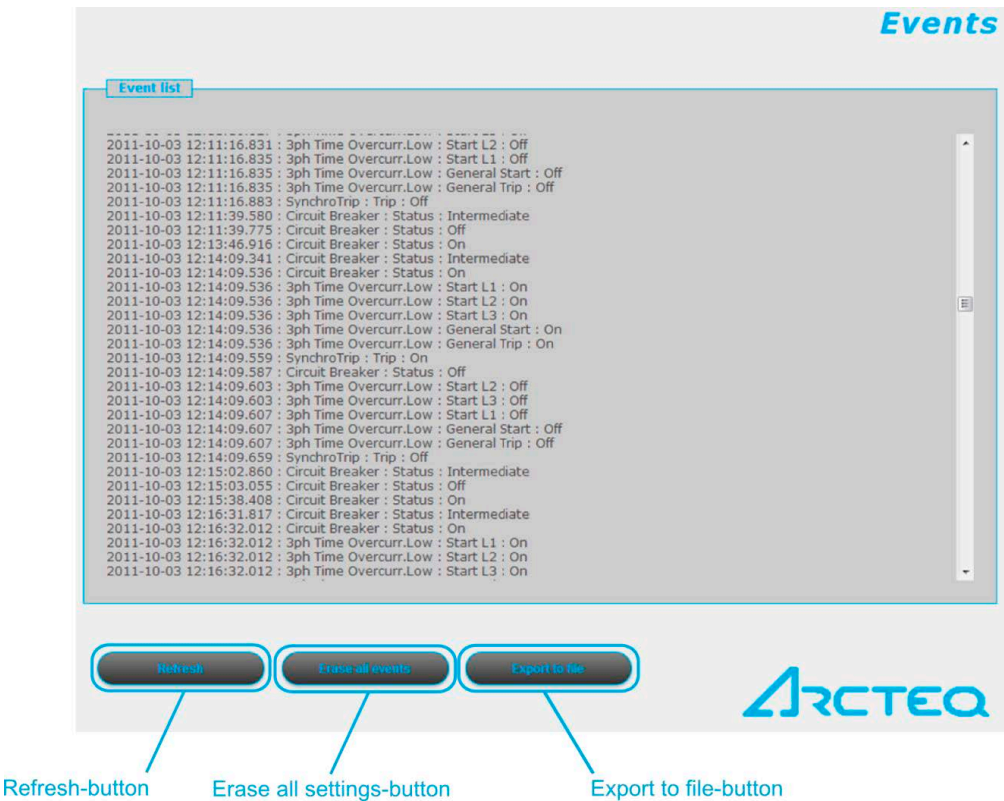 Events
Event list
2011-10-03 12:11:16.831 : 3ph Time Overcurr.Low : Start L2 : Off
2011-10-03 12:11:16.835 : 3ph Time Overcurr.Low : Start L1 : Off
2011-10-03 12:11:16.835 : 3ph Time Overcurr.Low : General Start : Off
2011-10-03 12:11:16.835 : 3ph Time Overcurr.Low : General Trip : Off
2011-10-03 12:11:16.883 : SynchroTrip : Trip : Off
2011-10-03 12:11:39.580 : Circuit Breaker : Status : Intermediate
2011-10-03 12:11:39.775 : Circuit Breaker : Status : Off
2011-10-03 12:13:46.916 : Circuit Breaker : Status : On
2011-10-03 12:14:09.341 : Circuit Breaker : Status : Intermediate
2011-10-03 12:14:09.536 : Circuit Breaker : Status : On
2011-10-03 12:14:09.536 : 3ph Time Overcurr.Low : Start L1 : On
2011-10-03 12:14:09.536 : 3ph Time Overcurr.Low : Start L2 : On
2011-10-03 12:14:09.536 : 3ph Time Overcurr.Low : Start L3 : On
2011-10-03 12:14:09.536 : 3ph Time Overcurr.Low : General Start : On
2011-10-03 12:14:09.536 : 3ph Time Overcurr.Low : General Trip : On
2011-10-03 12:14:09.559 : SynchroTrip : Trip : On
2011-10-03 12:14:09.587 : Circuit Breaker : Status : Off
2011-10-03 12:14:09.603 : 3ph Time Overcurr.Low : Start L2 : Off
2011-10-03 12:14:09.603 : 3ph Time Overcurr.Low : Start L3 : Off
2011-10-03 12:14:09.607 : 3ph Time Overcurr.Low : Start L1 : Off
2011-10-03 12:14:09.607 : 3ph Time Overcurr.Low : General Start : Off
2011-10-03 12:14:09.607 : 3ph Time Overcurr.Low : General Trip : Off
2011-10-03 12:14:09.659 : SynchroTrip : Trip : Off
2011-10-03 12:15:02.860 : Circuit Breaker : Status : Intermediate
2011-10-03 12:15:03.055 : Circuit Breaker : Status : Off
2011-10-03 12:15:38.408 : Circuit Breaker : Status : On
2011-10-03 12:16:31.817 : Circuit Breaker : Status : Intermediate
2011-10-03 12:16:32.012 : Circuit Breaker : Status : On
2011-10-03 12:16:32.012 : 3ph Time Overcurr.Low : Start L1 : On
2011-10-03 12:16:32.012 : 3ph Time Overcurr.Low : Start L2 : On
2011-10-03 12:16:32.012 : 3ph Time Overcurr.Low : Start L3 : On
Refresh Erase all events Export to file
ARCTEQ
Refresh-button Erase all settings-button Export to file-button